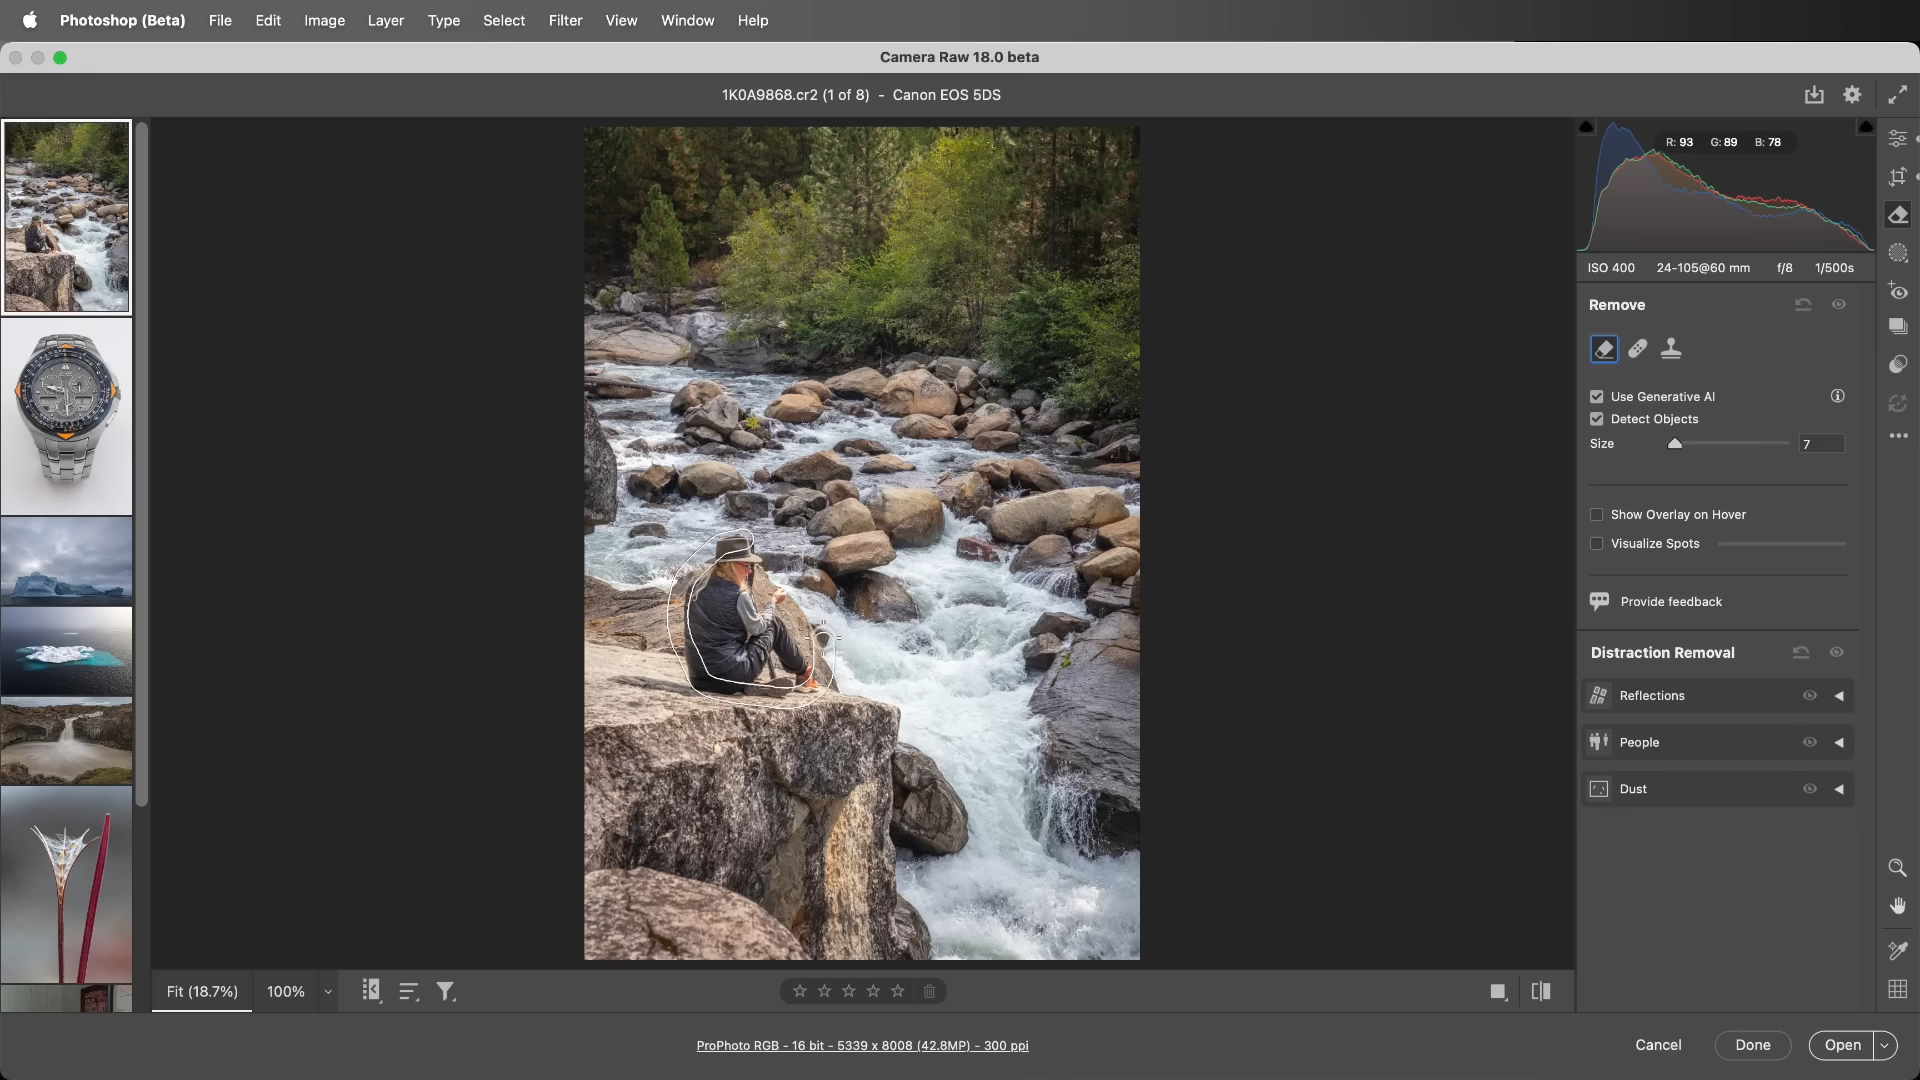 Photoshop (Beta) File Edit Image Layer Type Select Filter View Window Help
Camera Raw 18.0 beta
1K0A9868.cr2 (1 of 8) - Canon EOS 5DS
R: 93 G: 89 B: 78
ISO 400 24-105@60 mm f/8 1/500s
Remove
Use Generative AI
Detect Objects
Size 7
Show Overlay on Hover
Visualize Spots
Provide feedback
Distraction Removal
Reflections
People
Dust
Fit (18.7%) 100%
ProPhoto RGB - 16 bit - 5339 x 8008 (42.8MP) - 300 ppi
Cancel Done Open